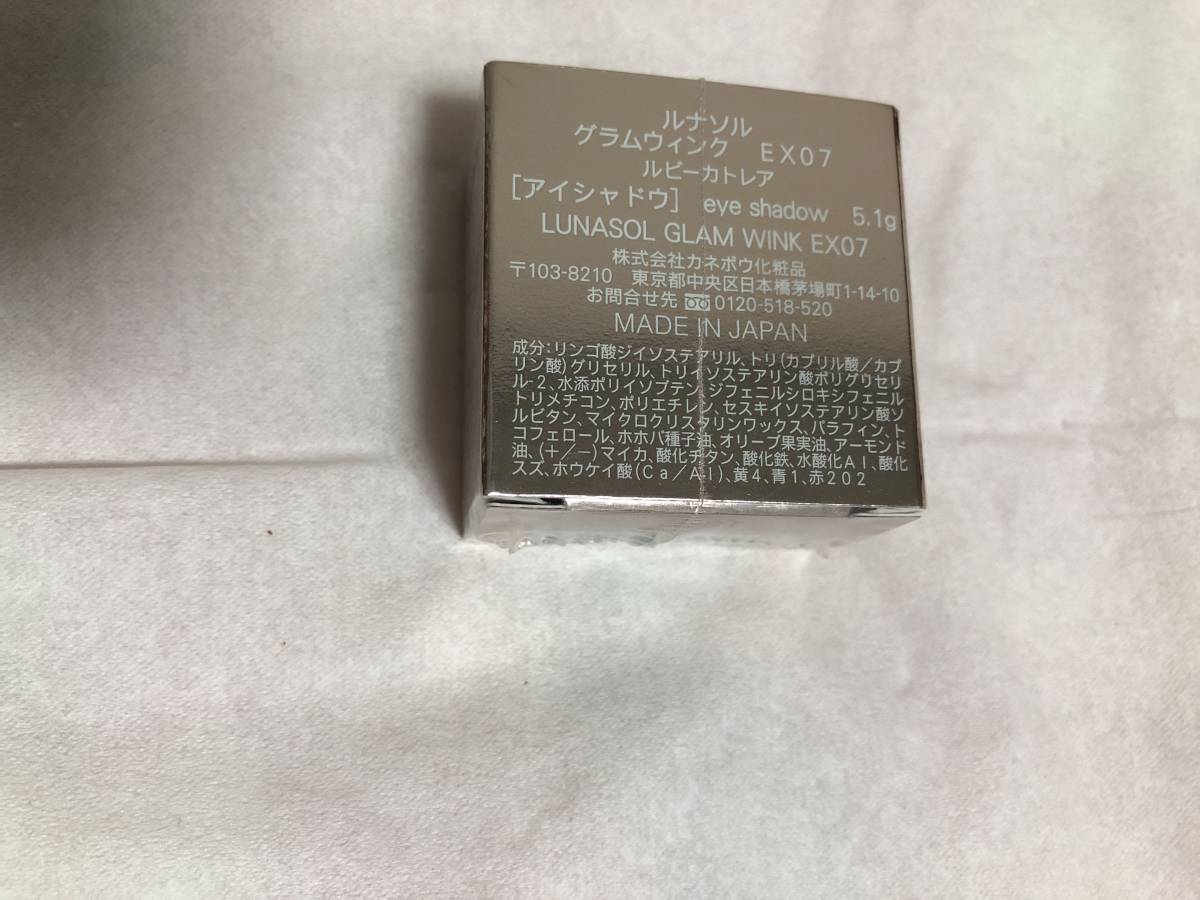 ルナソル
グラムウィンク EX07
ルビーカトレア
[アイシャドウ] eye shadow 5.1g
LUNASOL GLAM WINK EX07
株式会社カネボウ化粧品
〒103-8210 東京都中央区日本橋茅場町1-14-10
お問合せ先 0120-518-520
MADE IN JAPAN
成分:リンゴ酸ジイソステアリル、トリ(カプリル酸/カプ
リン酸)グリセリル、トリイソステアリン酸ポリグリセリ
ル-2、水添ポリイソブテン、ジフェニルシロキシフェニル
トリメチコン、ポリエチレン、セスキイソステアリン酸ソ
ルビタン、マイクロクリスタリンワックス、パラフィン、ト
コフェロール、ホホバ種子油、オリーブ果実油、アーモンド
油、(+/-)マイカ、酸化チタン、酸化鉄、水酸化Al、酸化
スズ、ホウケイ酸(Ca/Al)、黄4、青1、赤202